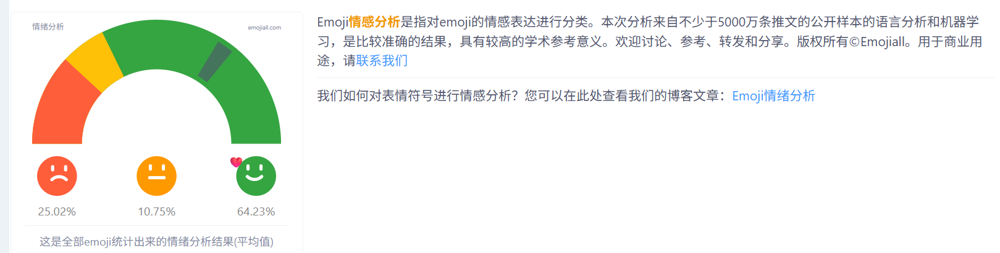 情绪分析
emojiall.com
25.02%
10.75%
64.23%
这是全部emoji统计出来的情绪分析结果(平均值)
Emoji情感分析是指对emoji的情感表达进行分类。本次分析来自不少于5000万条推文的公开样本的语言分析和机器学
习，是比较准确的结果，具有较高的学术参考意义。欢迎讨论、参考、转发和分享。版权所有©Emojiall。用于商业用
途，请联系我们
我们如何对表情符号进行情感分析？您可以在此处查看我们的博客文章：Emoji情绪分析